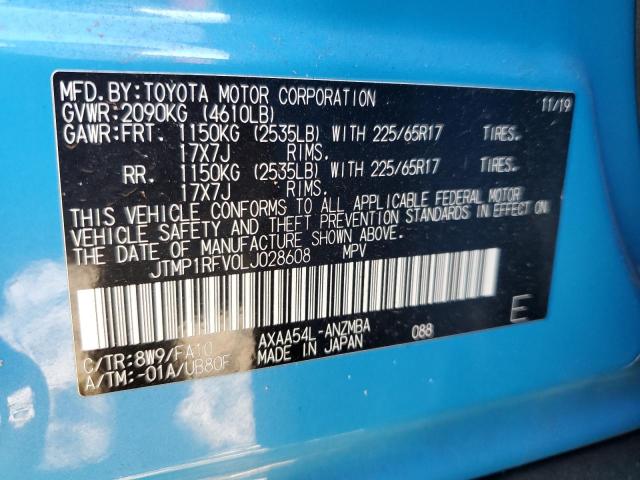 MFD.BY:TOYOTA MOTOR CORPORATION 11/19
GVWR:2090KG (4610LB)
GAWR:FRT. 1150KG (2535LB) WITH 225/65R17 TIRES.
17X7J RIMS.
RR. 1150KG (2535LB) WITH 225/65R17 TIRES.
17X7J RIMS.
THIS VEHICLE CONFORMS TO ALL APPLICABLE FEDERAL MOTOR
VEHICLE SAFETY AND THEFT PREVENTION STANDARDS IN EFFECT ON
THE DATE OF MANUFACTURE SHOWN ABOVE.
JTMP1RFV0LJ028608 MPV
C/TR:8W9/FA10 AXAA54L-ANZMBA 088 E
A/TM:-01A/UB80F MADE IN JAPAN